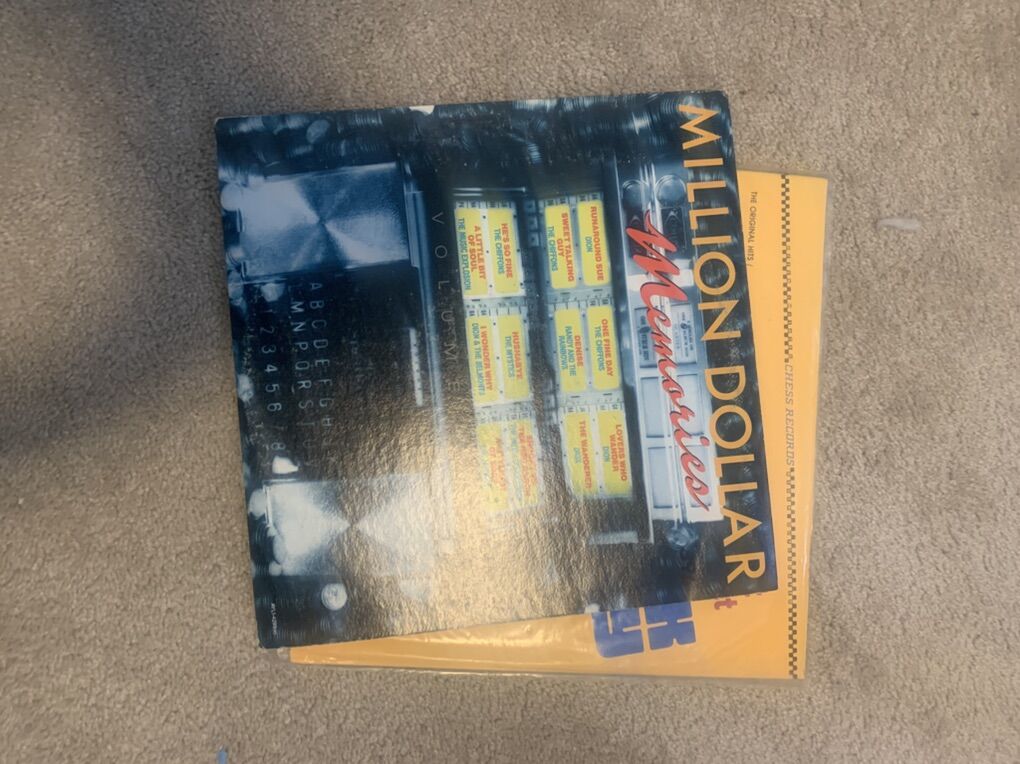 MILLION DOLLAR
Memories
RUNAROUND SUE
DION
SWEET TALKING
GUY
THE CHIFFONS
ONE FINE DAY
THE CHIFFONS
DENISE
RANDY AND THE
RAINBOWS
LOVERS WHO
WANDER
DION
THE WANDERER
DION
HE'S SO FINE
THE CHIFFONS
A LITTLE BIT
OF SOUL
THE MUSIC EXPLOSION
HUSHABYE
THE MYSTICS
I WONDER WHY
DION & THE BELMONTS
VOLUME
ABCDEFGH
MNPQRST
123456 8
THE ORIGINAL HITS /
CHESS RECORDS